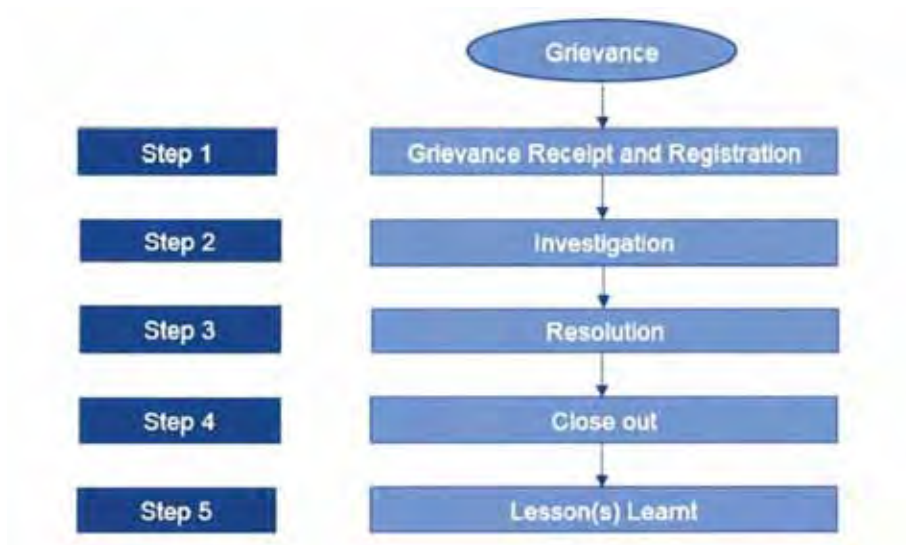 Grievance
Step 1
Grievance Receipt and Registration
Step 2
Investigation
Step 3
Resolution
Step 4
Close out
Step 5
Lesson(s) Learnt